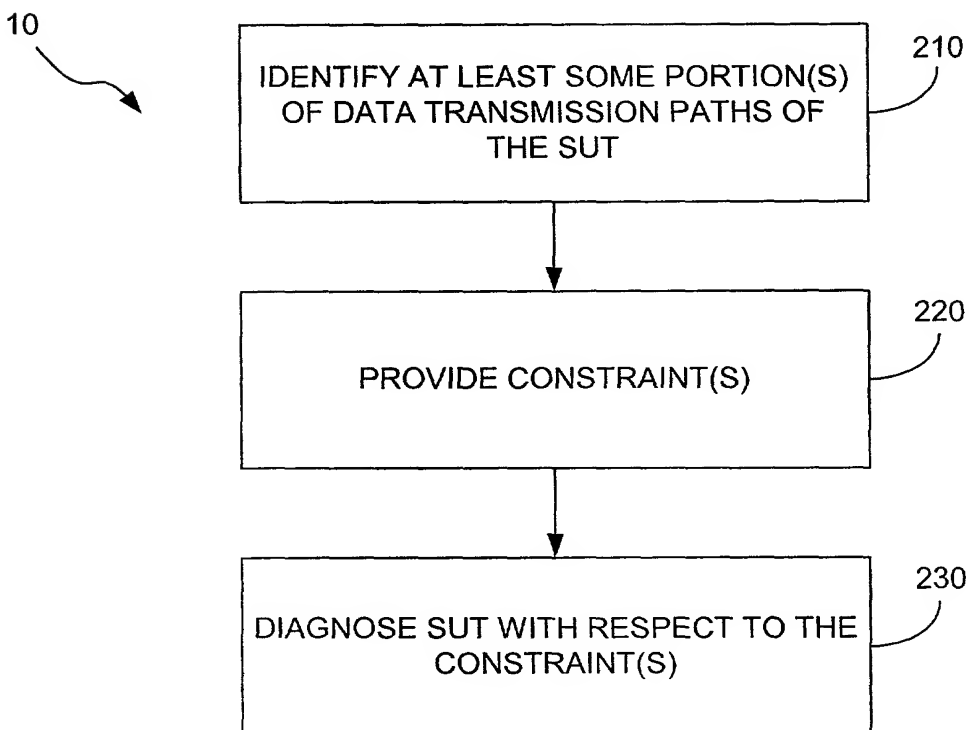 10
210
IDENTIFY AT LEAST SOME PORTION(S)
OF DATA TRANSMISSION PATHS OF
THE SUT
220
PROVIDE CONSTRAINT(S)
230
DIAGNOSE SUT WITH RESPECT TO THE
CONSTRAINT(S)